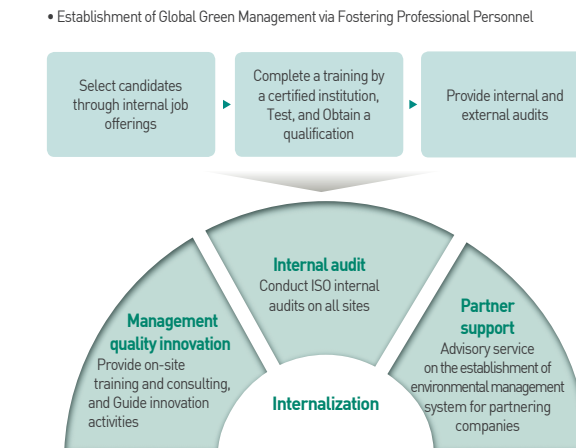 • Establishment of Global Green Management via Fostering Professional Personnel
Select candidates
through internal job
offerings
Complete a training by
a certified institution,
Test, and Obtain a
qualification
Provide internal and
external audits
Internal audit
Conduct ISO internal
audits on all sites
Management
quality innovation
Provide on-site
training and consulting,
and Guide innovation
activities
Partner
support
Advisory service
on the establishment of
environmental management
system for partnering
companies
Internalization